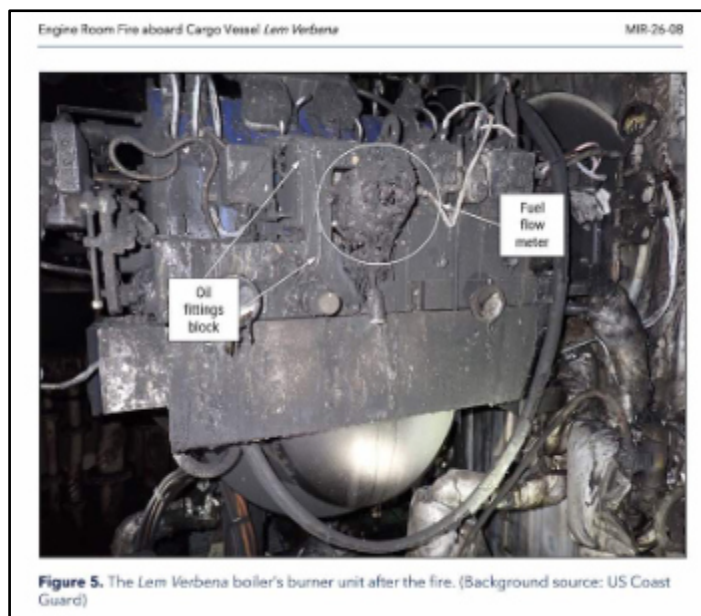 Engine Room Fire aboard Cargo Vessel Lem Verbena MIR-26-08
Fuel
flow
meter
Oil
fittings
block
Figure 5. The Lem Verbena boiler's burner unit after the fire. (Background source: US Coast
Guard)